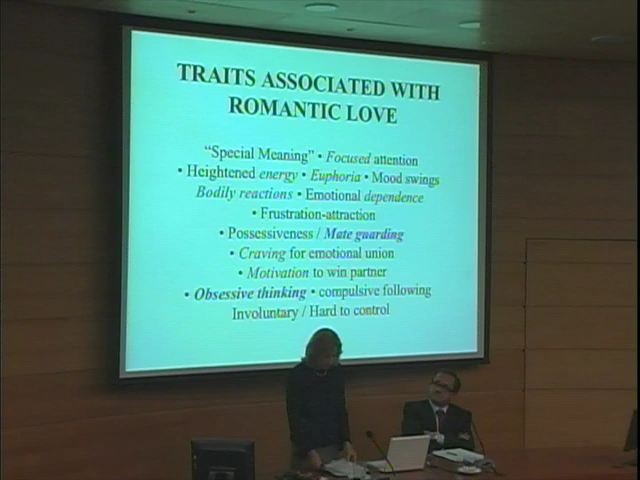 TRAITS ASSOCIATED WITH
ROMANTIC LOVE
“Special Meaning” • Focused attention
• Heightened energy • Euphoria • Mood swings
Bodily reactions • Emotional dependence
• Frustration-attraction
• Possessiveness / Mate guarding
• Craving for emotional union
• Motivation to win partner
• Obsessive thinking • compulsive following
Involuntary / Hard to control